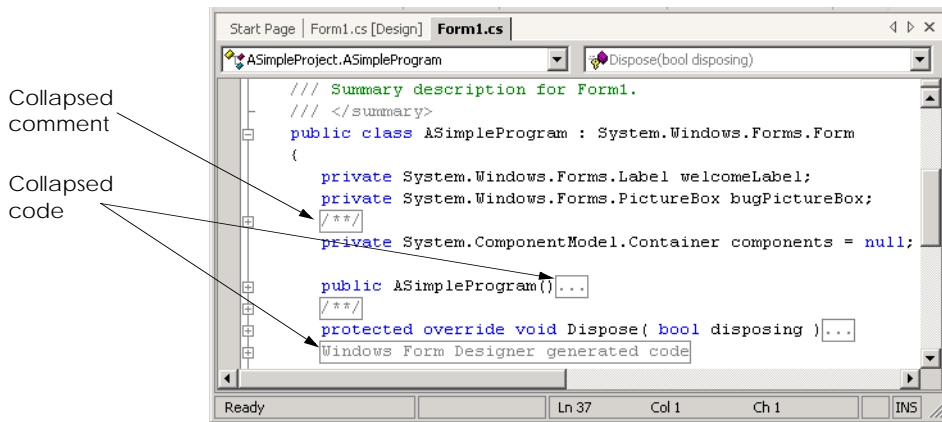 Start Page Form1.cs [Design] Form1.cs
ASimpleProject.ASimpleProgram Dispose(bool disposing)
Collapsed
comment
Collapsed
code
/// Summary description for Form1.
/// </summary>
public class ASimpleProgram : System.Windows.Forms.Form
{
private System.Windows.Forms.Label welcomeLabel;
private System.Windows.Forms.PictureBox bugPictureBox;
/**/
private System.ComponentModel.Container components = null;
public ASimpleProgram()...
/**/
protected override void Dispose( bool disposing )...
Windows Form Designer generated code
Ready Ln 37 Col 1 Ch 1 INS